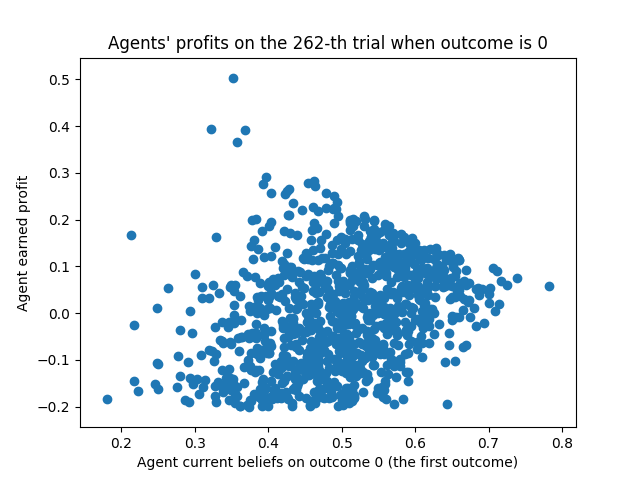 Agents' profits on the 262-th trial when outcome is 0
0.5
0.4
0.3
0.2
0.1
0.0
−0.1
−0.2
Agent earned profit
0.2 0.3 0.4 0.5 0.6 0.7 0.8
Agent current beliefs on outcome 0 (the first outcome)